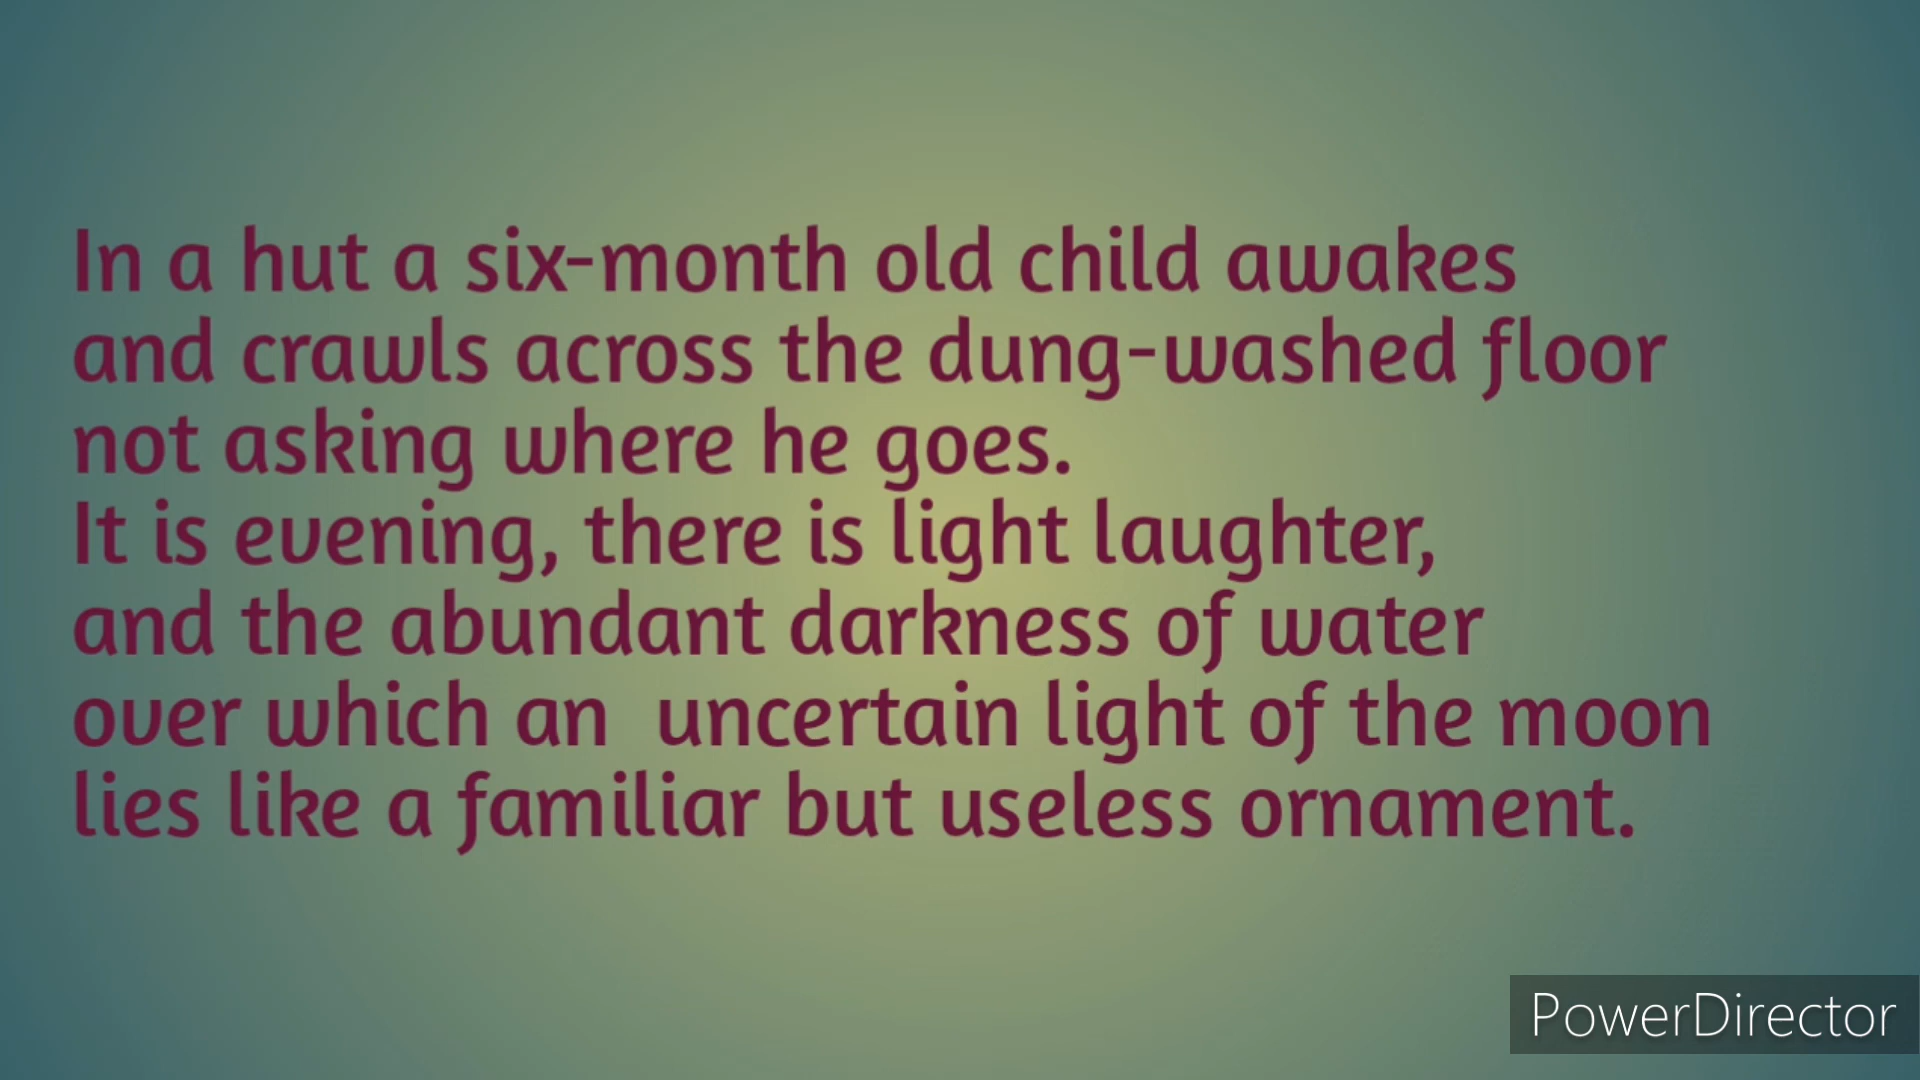 In a hut a six-month old child awakes
and crawls across the dung-washed floor
not asking where he goes.
It is evening, there is light laughter,
and the abundant darkness of water
over which an  uncertain light of the moon
lies like a familiar but useless ornament.
PowerDirector